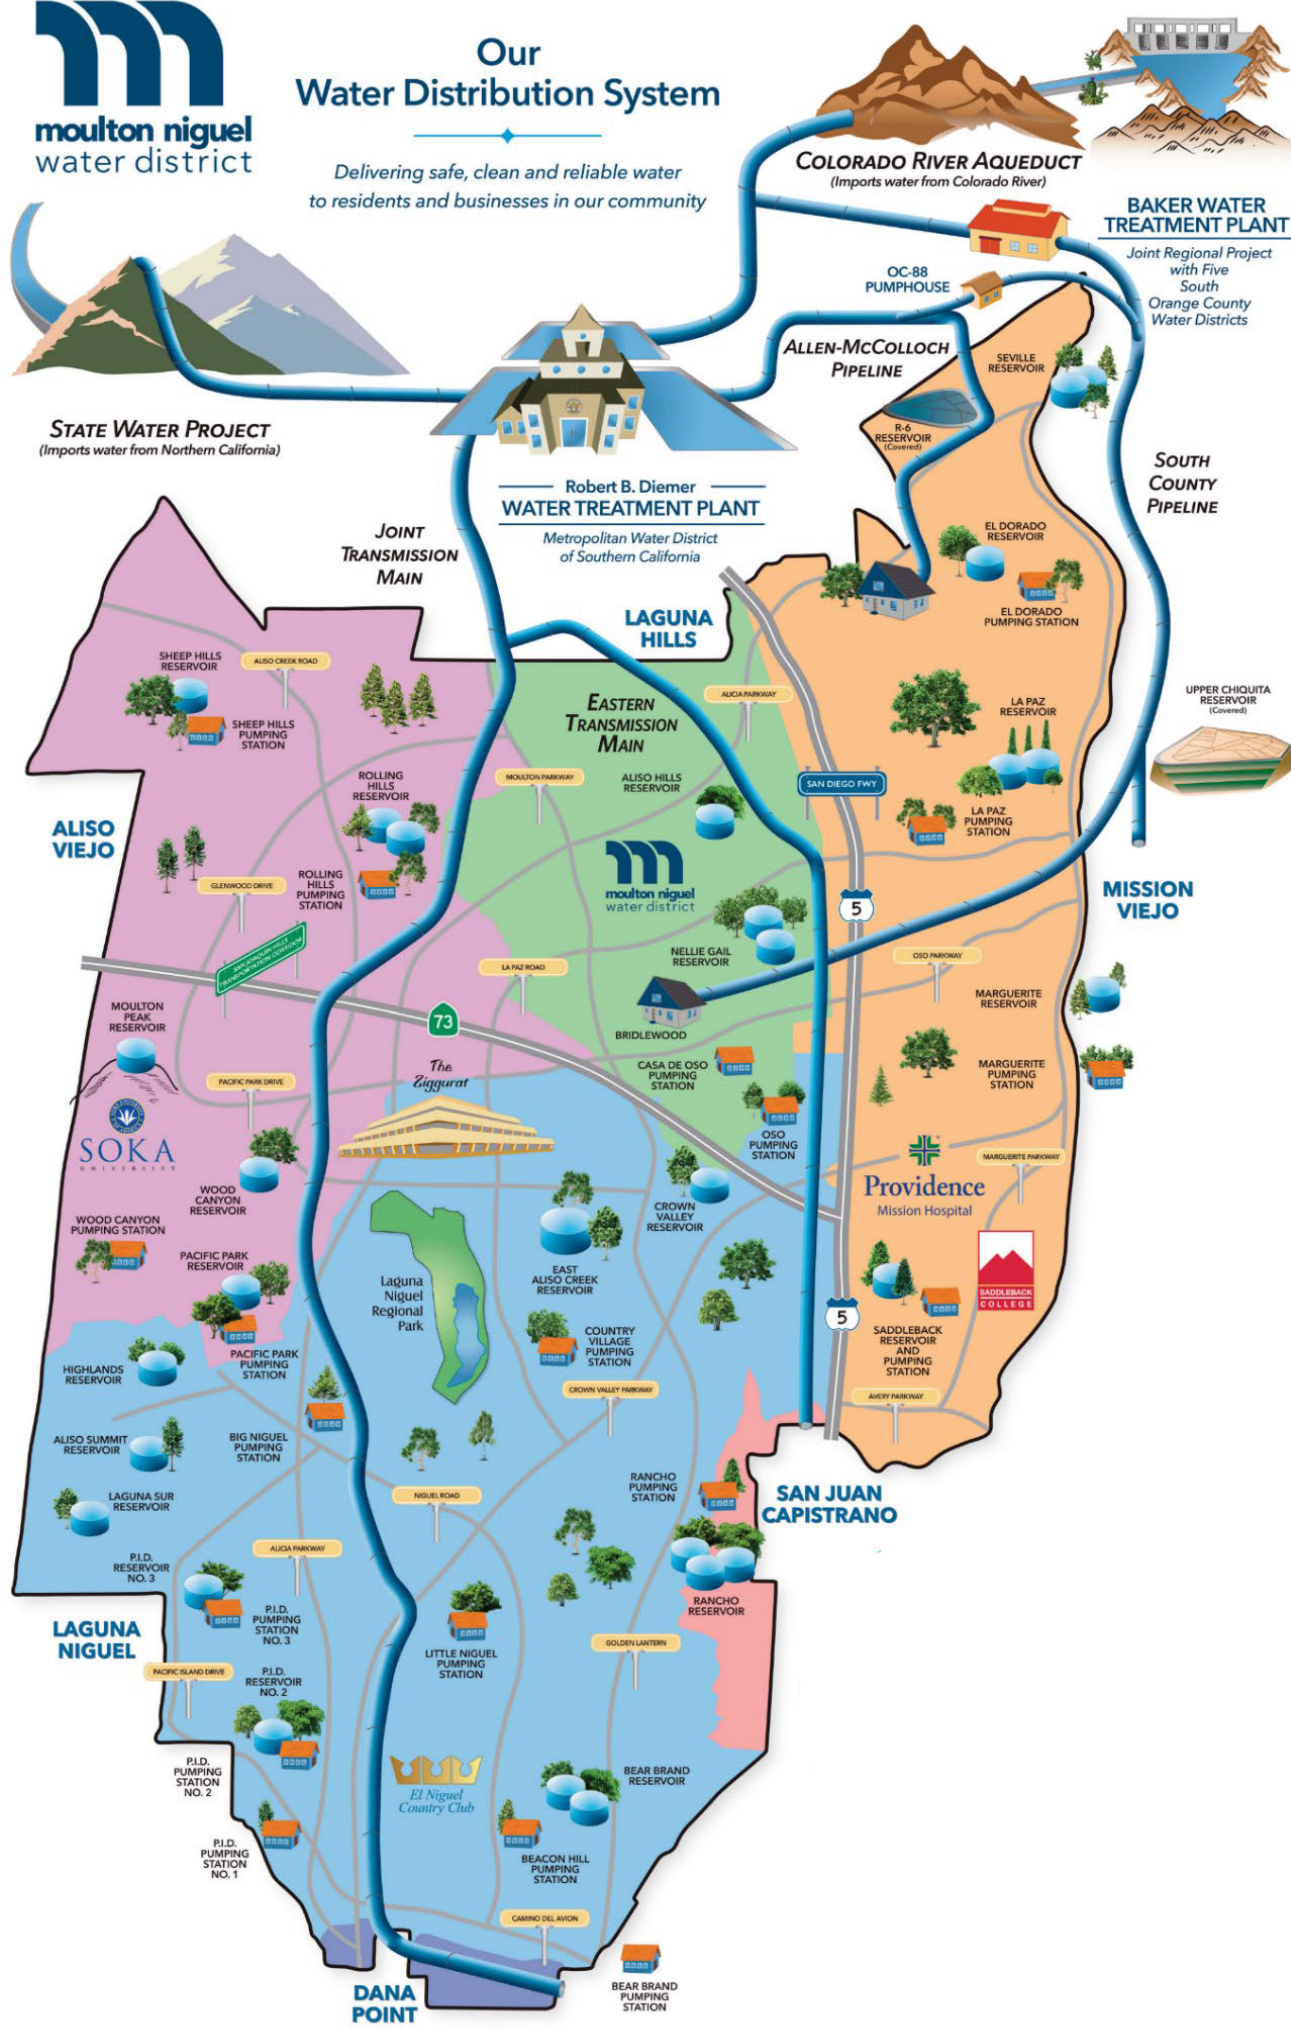 moulton niguel
water district
Our
Water Distribution System
Delivering safe, clean and reliable water
to residents and businesses in our community
COLORADO RIVER AQUEDUCT
(Imports water from Colorado River)
BAKER WATER
TREATMENT PLANT
Joint Regional Project
with Five
South
Orange County
Water Districts
OC-88
PUMPHOUSE
ALLEN-MCCOLLOCH
PIPELINE
SEVILLE
RESERVOIR
R-6
RESERVOIR
(Covered)
STATE WATER PROJECT
(Imports water from Northern California)
Robert B. Diemer
WATER TREATMENT PLANT
Metropolitan Water District
of Southern California
SOUTH
COUNTY
PIPELINE
JOINT
TRANSMISSION
MAIN
EL DORADO
RESERVOIR
EL DORADO
PUMPING STATION
LAGUNA
HILLS
SHEEP HILLS
RESERVOIR
ALISO CREEK ROAD
SHEEP HILLS
PUMPING
STATION
EASTERN
TRANSMISSION
MAIN
ALICIA PARKWAY
LA PAZ
RESERVOIR
UPPER CHIQUITA
RESERVOIR
(Covered)
ROLLING
HILLS
RESERVOIR
MOULTON PARKWAY
ALISO HILLS
RESERVOIR
SAN DIEGO FWY
LA PAZ
PUMPING
STATION
ALISO
VIEJO
GLENWOOD DRIVE
ROLLING
HILLS
PUMPING
STATION
moulton niguel
water district
5
MISSION
VIEJO
SAN JOAQUIN HILLS
TRANSPORTATION CORRIDOR
LA PAZ ROAD
NELLIE GAIL
RESERVOIR
OSO PARKWAY
MOULTON
PEAK
RESERVOIR
73
BRIDLEWOOD
MARGUERITE
RESERVOIR
The
Ziggurat
CASA DE OSO
PUMPING
STATION
MARGUERITE
PUMPING
STATION
PACIFIC PARK DRIVE
SOKA
UNIVERSITY
OSO
PUMPING
STATION
MARGUERITE PARKWAY
Providence
Mission Hospital
WOOD
CANYON
RESERVOIR
CROWN
VALLEY
RESERVOIR
WOOD CANYON
PUMPING STATION
PACIFIC PARK
RESERVOIR
EAST
ALISO CREEK
RESERVOIR
Laguna
Niguel
Regional
Park
SADDLEBACK
COLLEGE
5
COUNTRY
VILLAGE
PUMPING
STATION
SADDLEBACK
RESERVOIR
AND
PUMPING
STATION
PACIFIC PARK
PUMPING
STATION
HIGHLANDS
RESERVOIR
CROWN VALLEY PARKWAY
AVERY PARKWAY
ALISO SUMMIT
RESERVOIR
BIG NIGUEL
PUMPING
STATION
RANCHO
PUMPING
STATION
SAN JUAN
CAPISTRANO
LAGUNA SUR
RESERVOIR
NIGUEL ROAD
ALICIA PARKWAY
P.I.D.
RESERVOIR
NO. 3
P.I.D.
PUMPING
STATION
NO. 3
RANCHO
RESERVOIR
LAGUNA
NIGUEL
LITTLE NIGUEL
PUMPING
STATION
GOLDEN LANTERN
PACIFIC ISLAND DRIVE
P.I.D.
RESERVOIR
NO. 2
P.I.D.
PUMPING
STATION
NO. 2
El Niguel
Country Club
BEAR BRAND
RESERVOIR
P.I.D.
PUMPING
STATION
NO. 1
BEACON HILL
PUMPING
STATION
CAMINO DEL AVION
DANA
POINT
BEAR BRAND
PUMPING
STATION